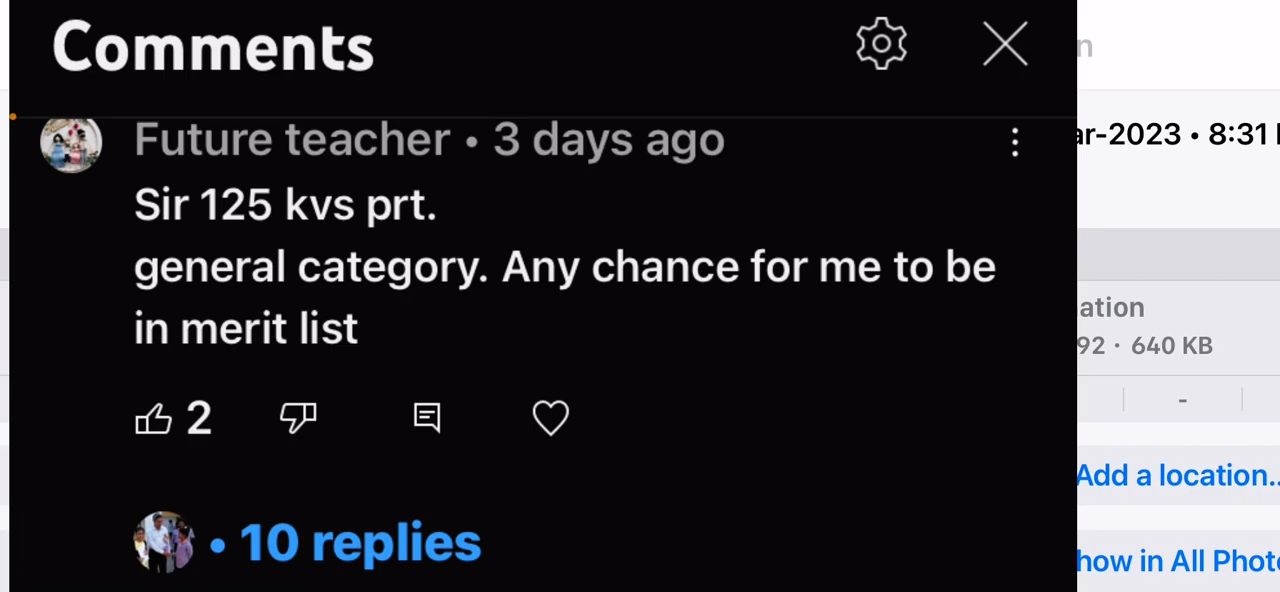 Comments
n
Future teacher • 3 days ago
ar-2023 • 8:31
Sir 125 kvs prt.
general category. Any chance for me to be
in merit list
ation
92 · 640 KB
2
-
Add a location..
how in All Phot
• 10 replies